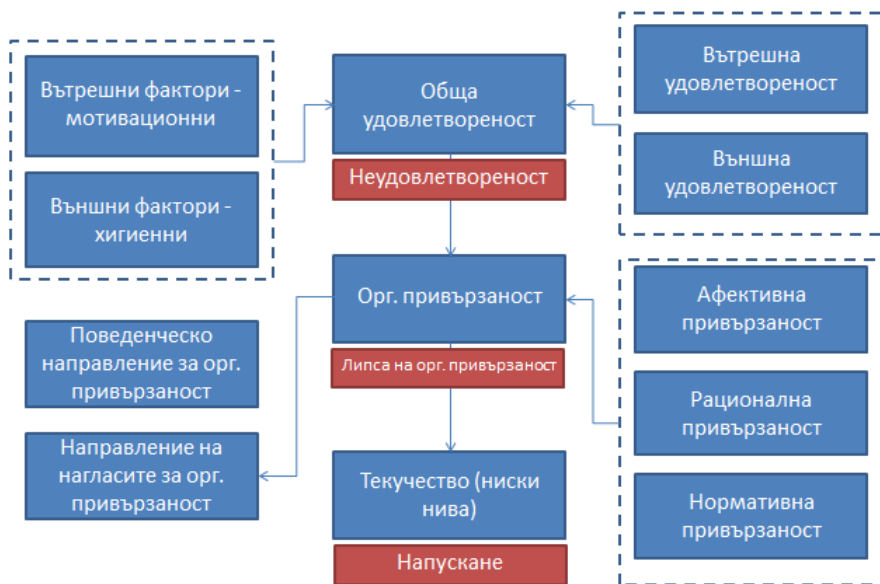 Вътрешни фактори -
мотивационни
Външни фактори -
хигиенни
Обща
удовлетвореност
Неудовлетвореност
Вътрешна
удовлетвореност
Външна
удовлетвореност
Орг. привързаност
Липса на орг. привързаност
Афективна
привързаност
Рационална
привързаност
Нормативна
привързаност
Поведенческо
направление за орг.
привързаност
Направление на
нагласите за орг.
привързаност
Текучество (ниски
нива)
Напускане